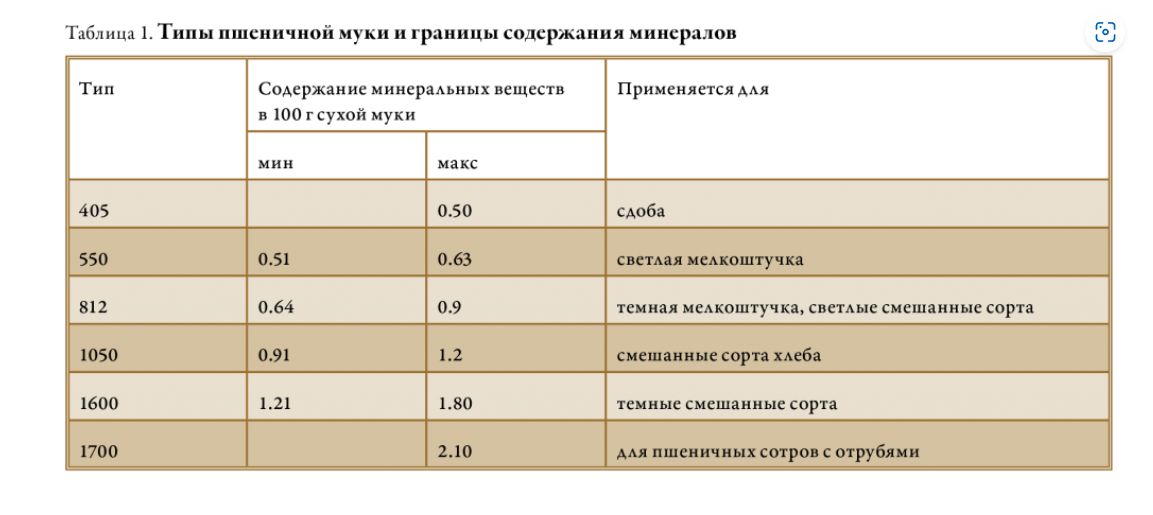 Таблица 1. Типы пшеничной муки и границы содержания минералов
Тип
Содержание минеральных веществ
в 100 г сухой муки
Применяется для
мин
макс
405
0.50
сдоба
550
0.51
0.63
светлая мелкоштучка
812
0.64
0.9
темная мелкоштучка, светлые смешанные сорта
1050
0.91
1.2
смешанные сорта хлеба
1600
1.21
1.80
темные смешанные сорта
1700
2.10
для пшеничных сотров с отрубями